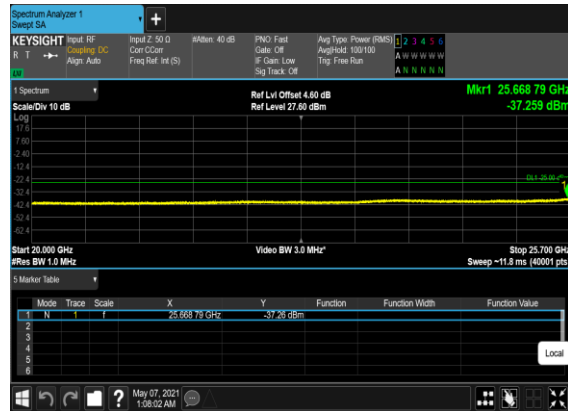 Spectrum Analyzer 1
Swept SA
+
KEYSIGHT Input: RF Input Z: 50 Ω #Atten: 40 dB PNO: Fast Avg Type: Power (RMS) 1 2 3 4 5 6
R T Coupling: DC Corr CCorr Gate: Off Avg|Hold: 100/100 A W W W W W
Align: Auto Freq Ref: Int (S) IF Gain: Low Trig: Free Run
Sig Track: Off A N N N N N
1 Spectrum Ref Lvl Offset 4.60 dB Mkr1 25.668 79 GHz
Scale/Div 10 dB Ref Level 27.60 dBm -37.259 dBm
Log
17.6
7.60
-2.40
-12.4
-22.4 DL1 -25.00
-32.4
-42.4
-52.4
-62.4
Start 20.000 GHz Video BW 3.0 MHz* Stop 25.700 GHz
#Res BW 1.0 MHz Sweep ~11.8 ms (40001 pts)
5 Marker Table
Mode Trace Scale X Y Function Function Width Function Value
1 N 1 f 25.668 79 GHz -37.26 dBm
2
3
4
5
6
Local
? May 07, 2021
1:08:02 AM